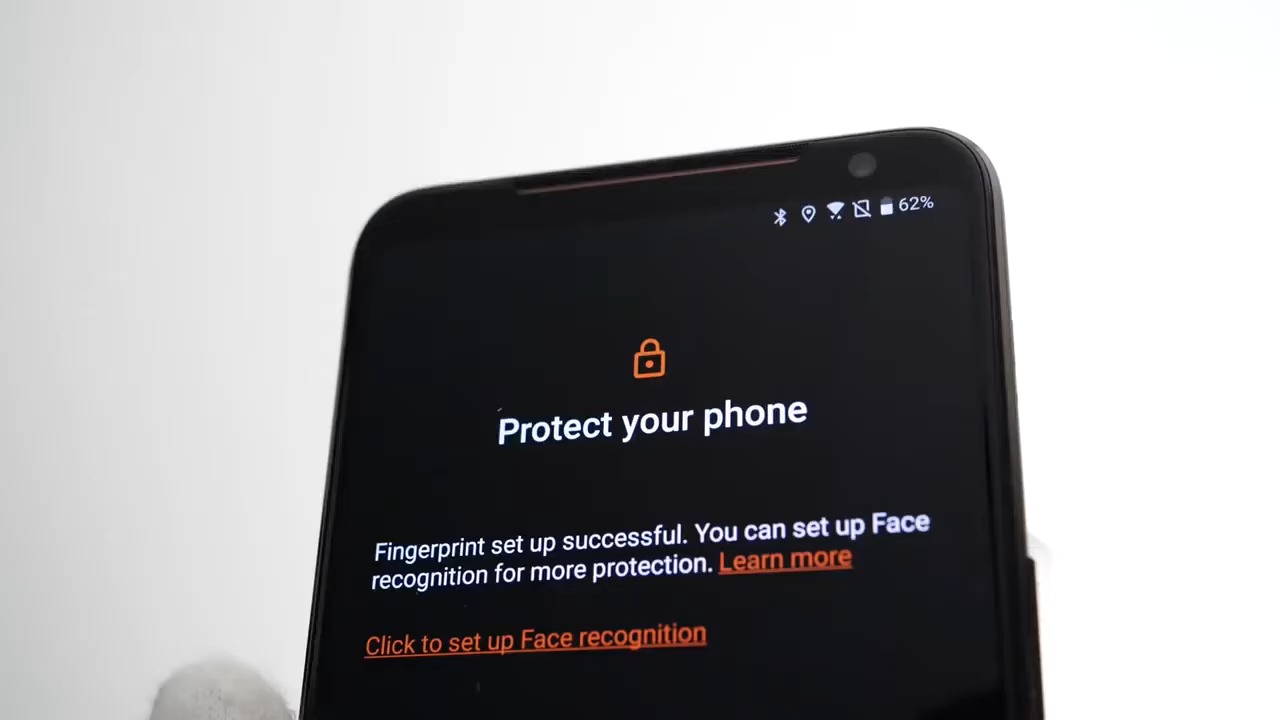 62%
Protect your phone
Fingerprint set up successful. You can set up Face
recognition for more protection. Learn more
Click to set up Face recognition